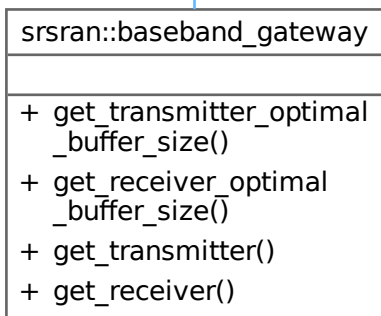 srsran::baseband_gateway
+ get_transmitter_optimal
_buffer_size()
+ get_receiver_optimal
_buffer_size()
+ get_transmitter()
+ get_receiver()